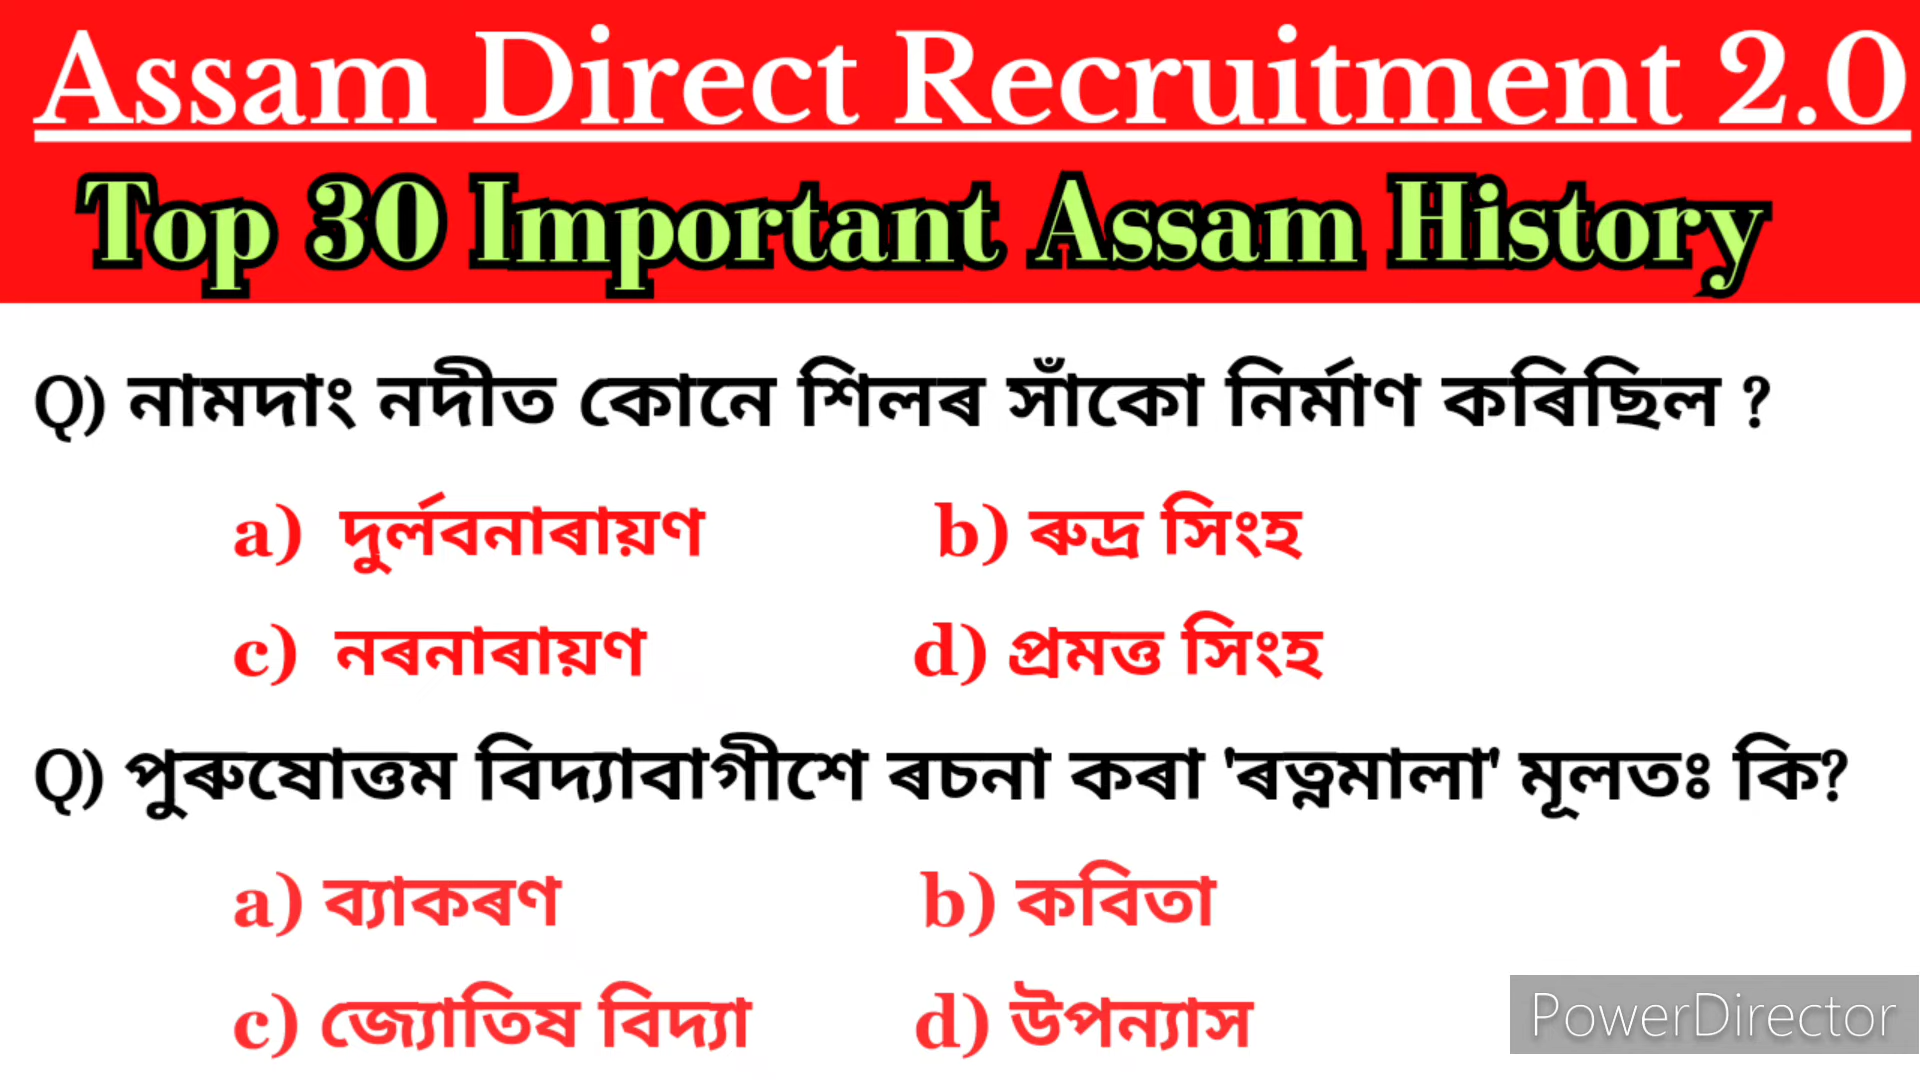 Assam Direct Recruitment 2.0
Top 30 Important Assam History
Q) নামদাং নদীত কোনে শিলৰ সাঁকো নিৰ্মাণ কৰিছিল ?
a) দুৰ্লবনাৰায়ণ b) ৰুদ্ৰ সিংহ
c) নৰনাৰায়ণ d) প্ৰমত্ত সিংহ
Q) পুৰুষোত্তম বিদ্যাবাগীশে ৰচনা কৰা 'ৰত্নমালা' মূলতঃ কি?
a) ব্যাকৰণ b) কবিতা
c) জ্যোতিষ বিদ্যা d) উপন্যাস
PowerDirector